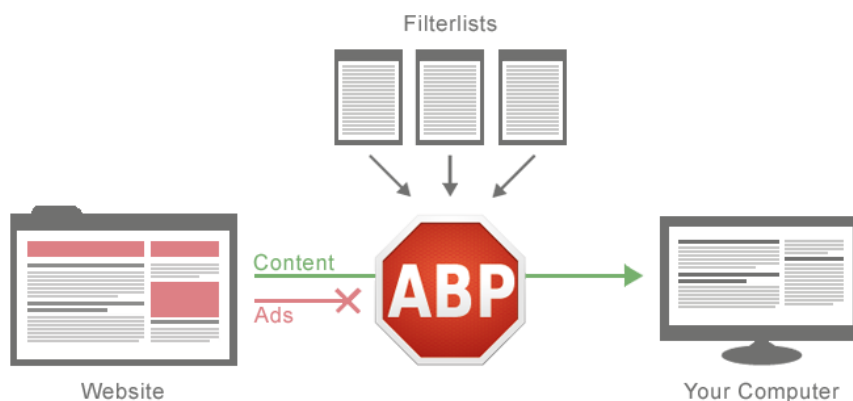 Filterlists
Content
Ads
ABP
Website
Your Computer